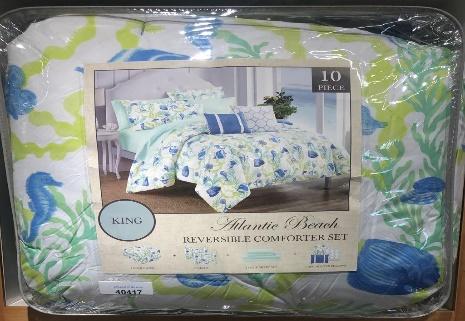 10
PIECE
KING
Atlantic Beach
REVERSIBLE COMFORTER SET
40417